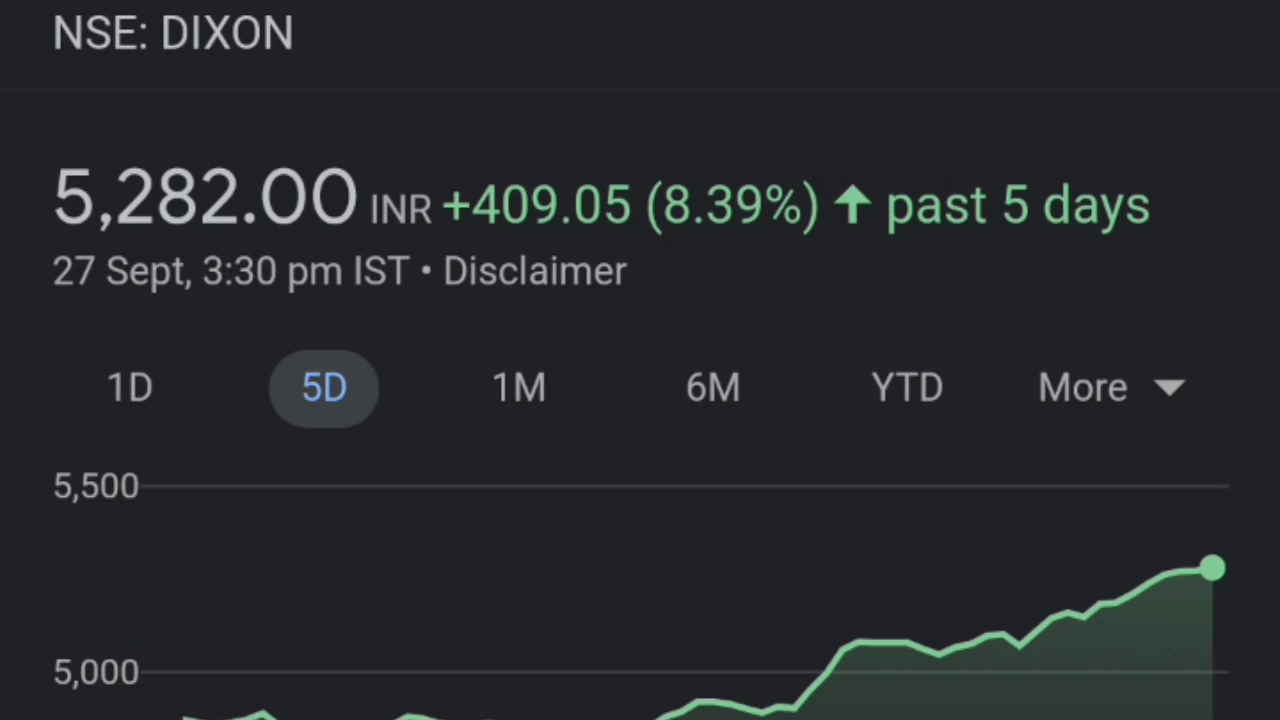 NSE: DIXON
5,282.00 INR +409.05 (8.39%) ↑ past 5 days
27 Sept, 3:30 pm IST • Disclaimer
1D 5D 1M 6M YTD More
5,500
5,000